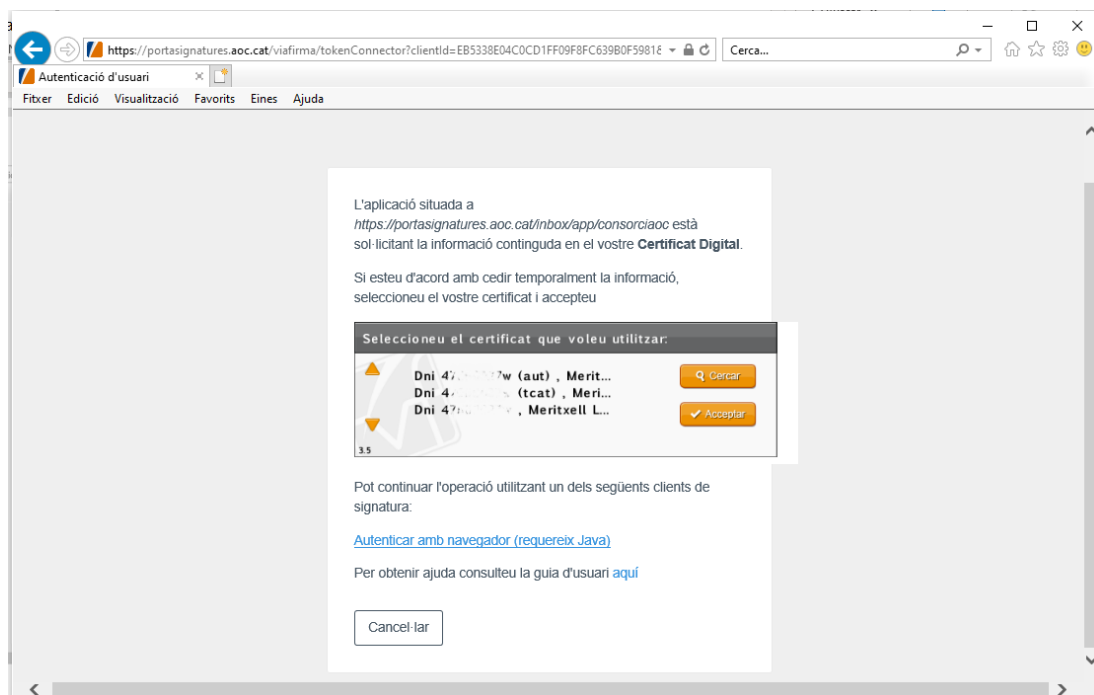 https://portasignatures.aoc.cat/viafirma/tokenConnector?clientId=EB5338E04C0CD1FF09F8FC639B0F59818
Cerca...
Autenticació d'usuari
Fitxer Edició Visualització Favorits Eines Ajuda
L'aplicació situada a
https://portasignatures.aoc.cat/inbox/app/consorciaoc està
sol·licitant la informació continguda en el vostre Certificat Digital.
Si esteu d'acord amb cedir temporalment la informació,
seleccioneu el vostre certificat i accepteu
Seleccioneu el certificat que voleu utilitzar:
Dni (aut) , Merit...
Cercar
Dni (tcat) , Meri...
Dni , Meritxell L...
Acceptar
3.5
Pot continuar l'operació utilitzant un dels següents clients de
signatura:
Autenticar amb navegador (requereix Java)
Per obtenir ajuda consulteu la guia d'usuari aquí
Cancel·lar